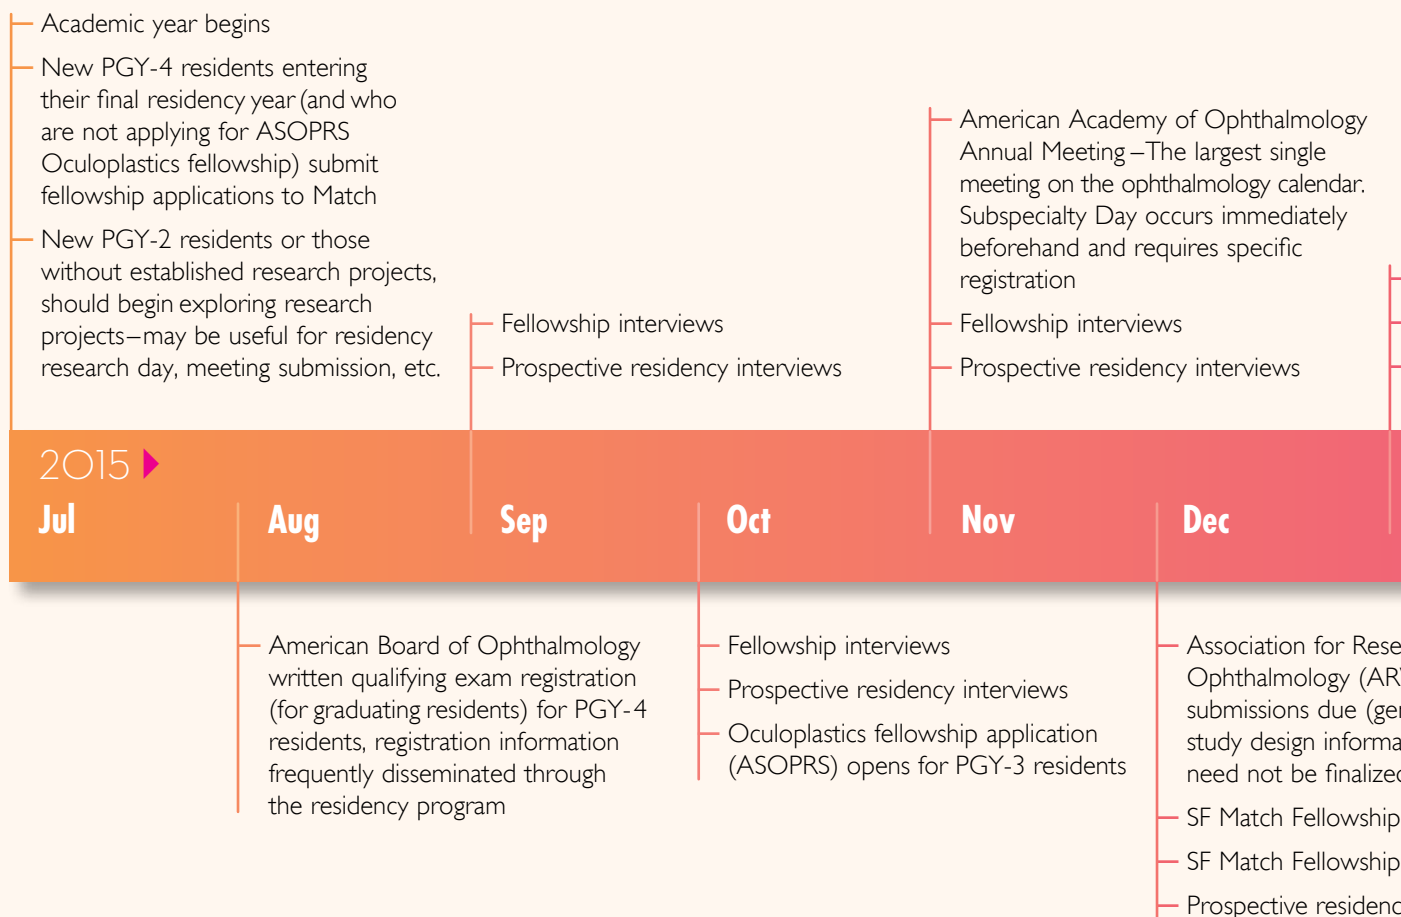 Academic year begins
New PGY-4 residents entering
their final residency year (and who
are not applying for ASOPRS
Oculoplastics fellowship) submit
fellowship applications to Match
New PGY-2 residents or those
without established research projects,
should begin exploring research
projects–may be useful for residency
research day, meeting submission, etc.
Fellowship interviews
Prospective residency interviews
American Academy of Ophthalmology
Annual Meeting –The largest single
meeting on the ophthalmology calendar.
Subspecialty Day occurs immediately
beforehand and requires specific
registration
Fellowship interviews
Prospective residency interviews
2015
Jul
Aug
Sep
Oct
Nov
Dec
American Board of Ophthalmology
written qualifying exam registration
(for graduating residents) for PGY-4
residents, registration information
frequently disseminated through
the residency program
Fellowship interviews
Prospective residency interviews
Oculoplastics fellowship application
(ASOPRS) opens for PGY-3 residents
Association for
Ophthalmology
submissions due
study design
need not be
SF Match Fellowship
SF Match Fellowship
Prospective